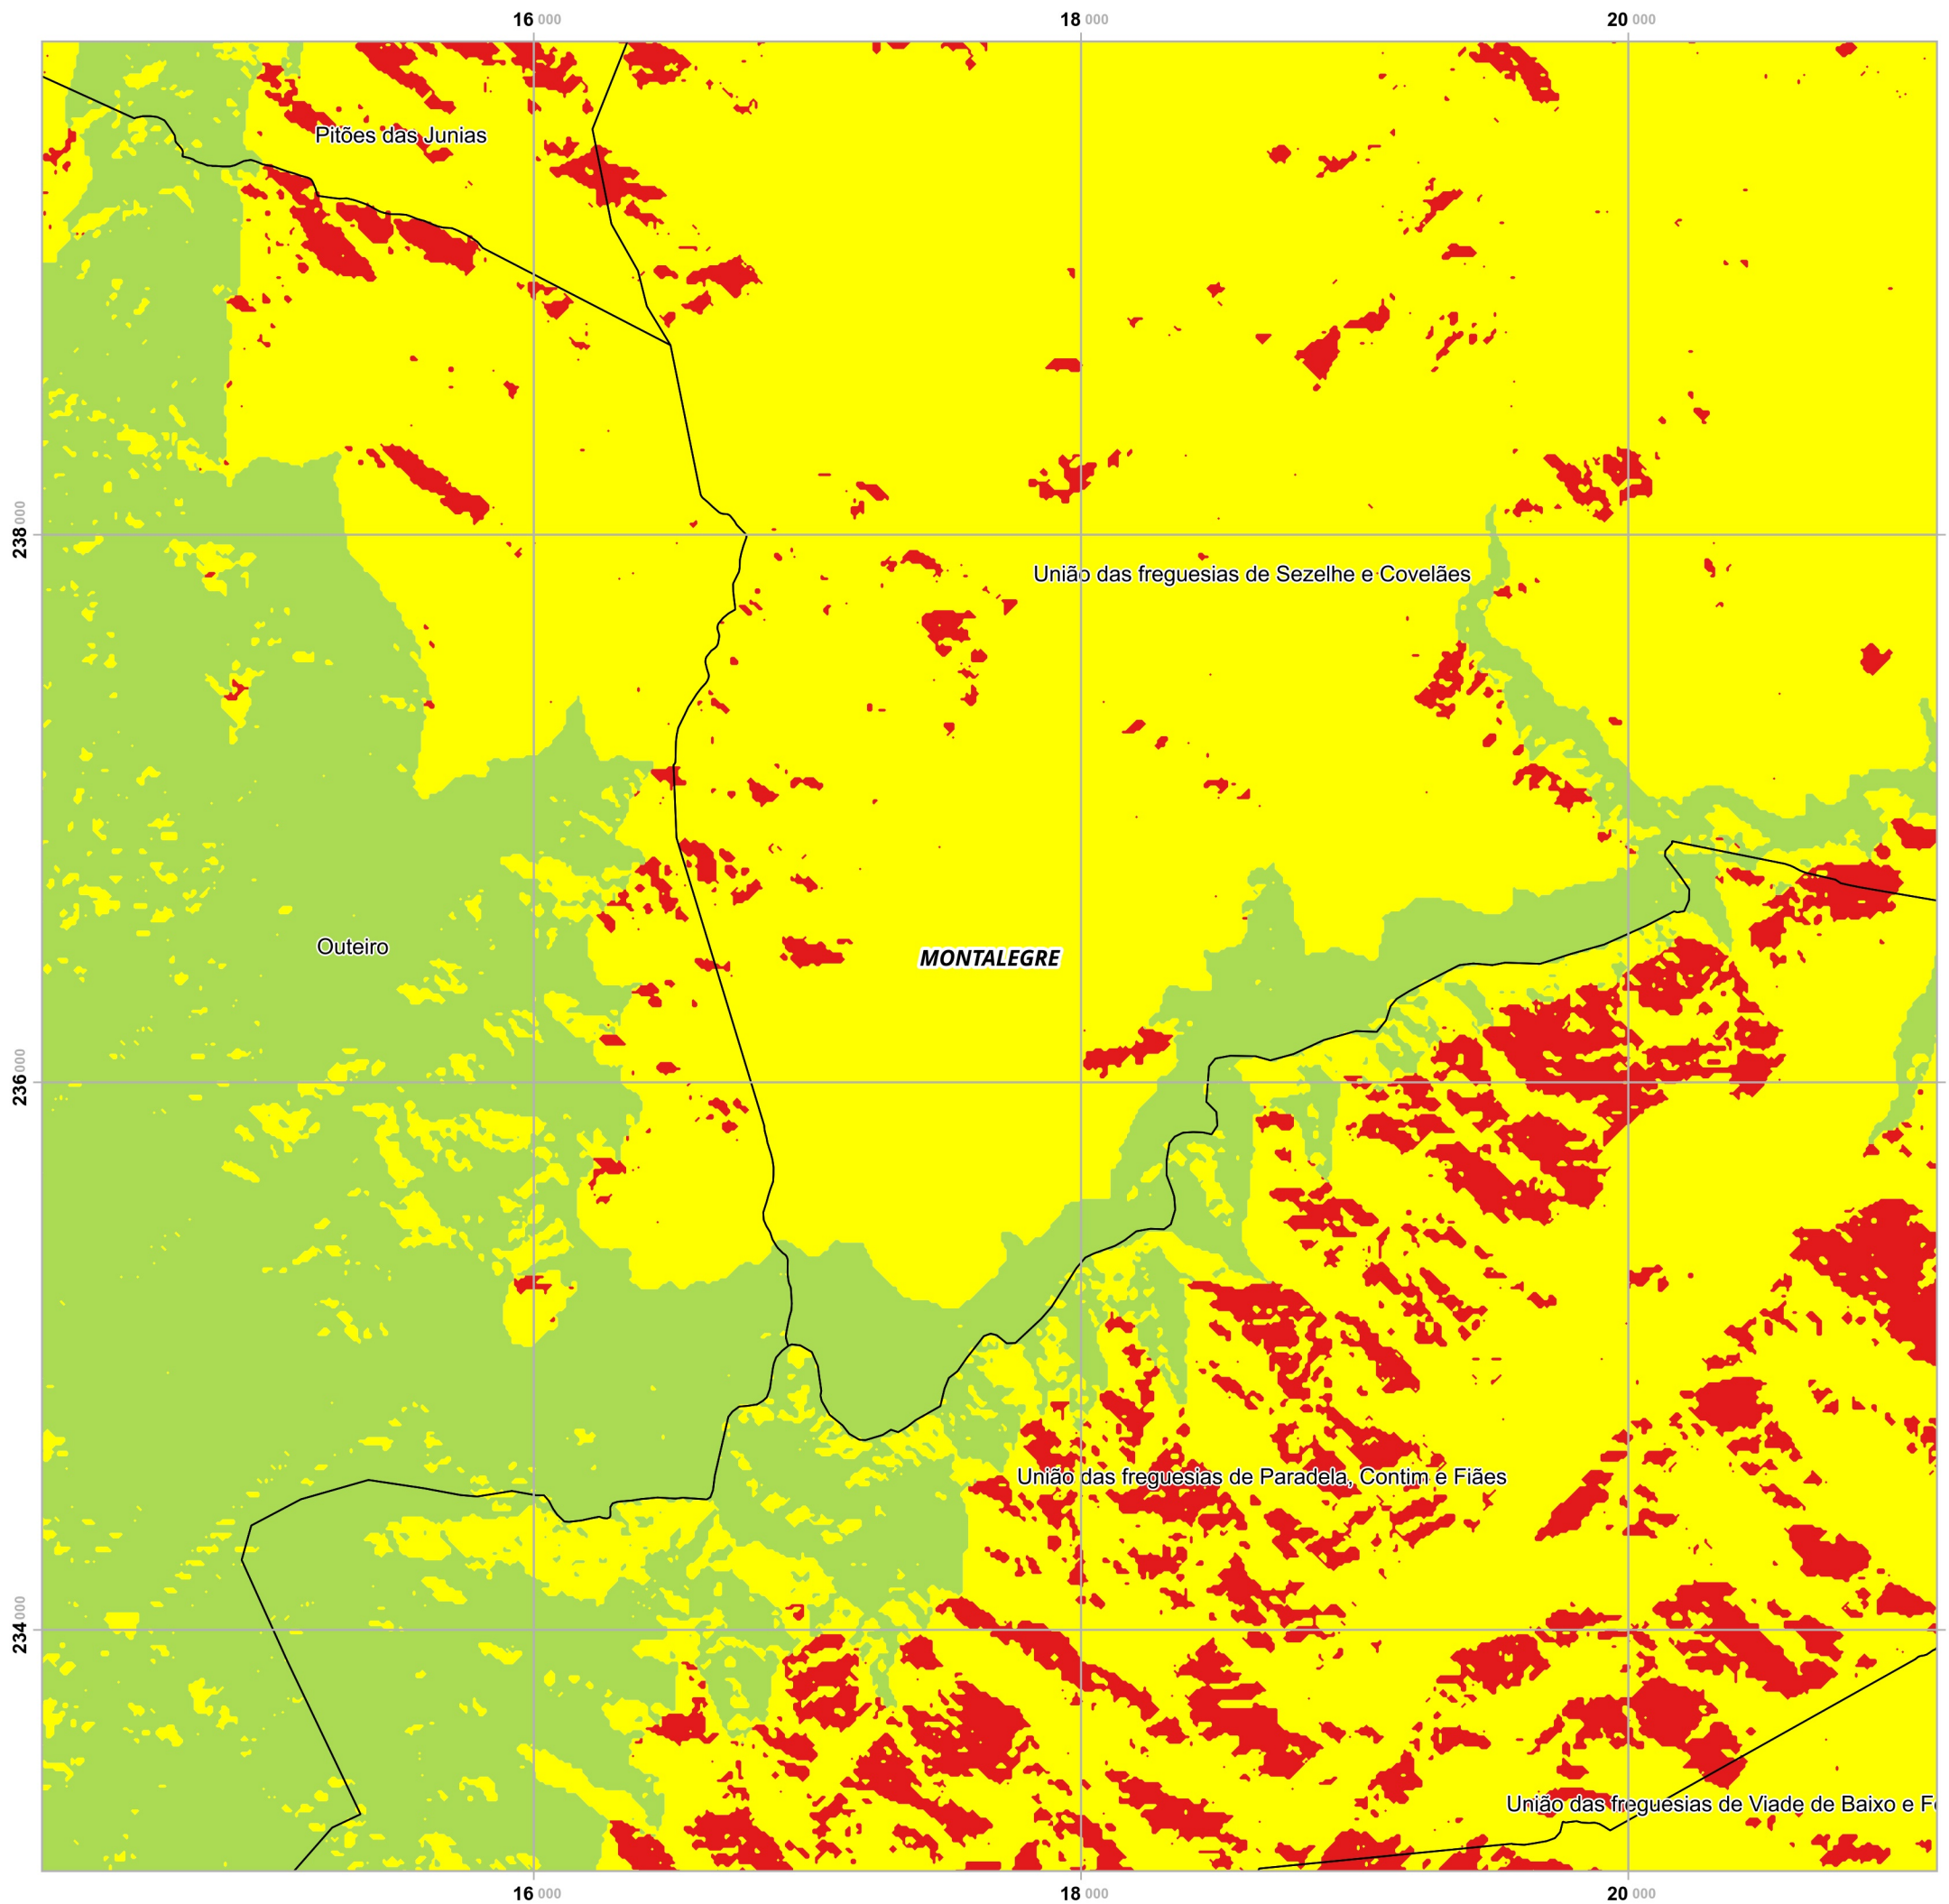 16 000
18 000
20 000
Pitões das Junias
238 000
União das freguesias de Sezelhe e Covelães
Outeiro
MONTALEGRE
236 000
União das freguesias de Paradela, Contim e Fiães
234 000
União das freguesias de Viade de Baixo e F
16 000
18 000
20 000